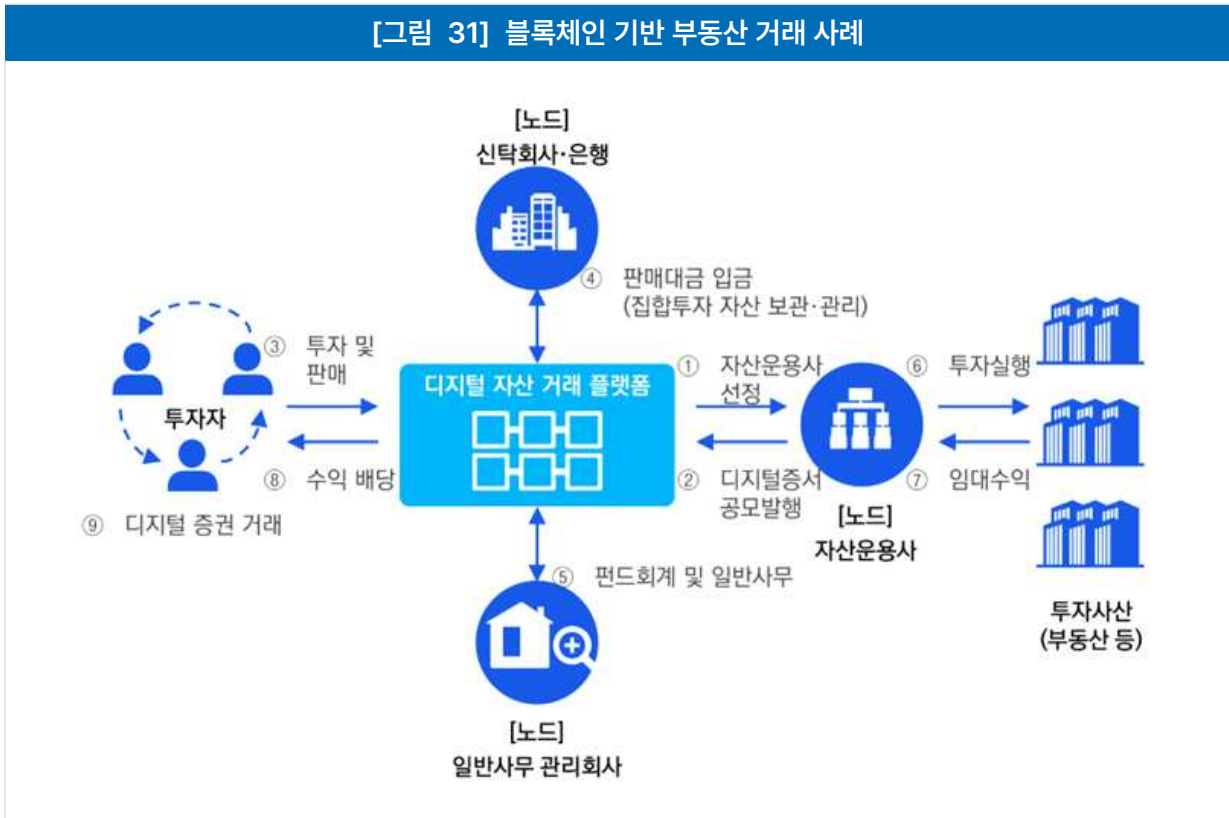 [그림 31] 블록체인 기반 부동산 거래 사례
[노드]
신탁회사·은행
④ 판매대금 입금
(집합투자 자산 보관·관리)
③ 투자 및
판매
투자자
⑧ 수익 배당
⑨ 디지털 증권 거래
디지털 자산 거래 플랫폼
① 자산운용사
선정
② 디지털증서
공모발행
[노드]
자산운용사
⑥ 투자실행
⑦ 임대수익
투자사산
(부동산 등)
⑤ 펀드회계 및 일반사무
[노드]
일반사무 관리회사